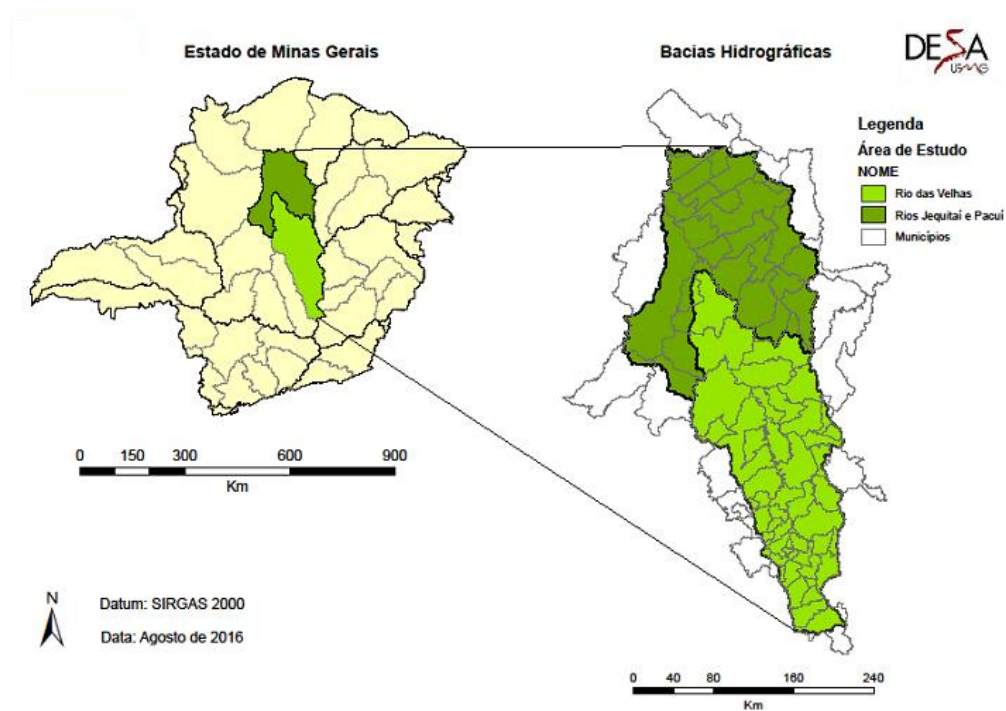 Estado de Minas Gerais
Bacias Hidrográficas
DESA
UFMG
Legenda
Área de Estudo
NOME
Rio das Velhas
Rios Jequitaí e Pacuí
Municípios
0 150 300 600 900
Km
N
Datum: SIRGAS 2000
Data: Agosto de 2016
0 40 80 160 240
Km